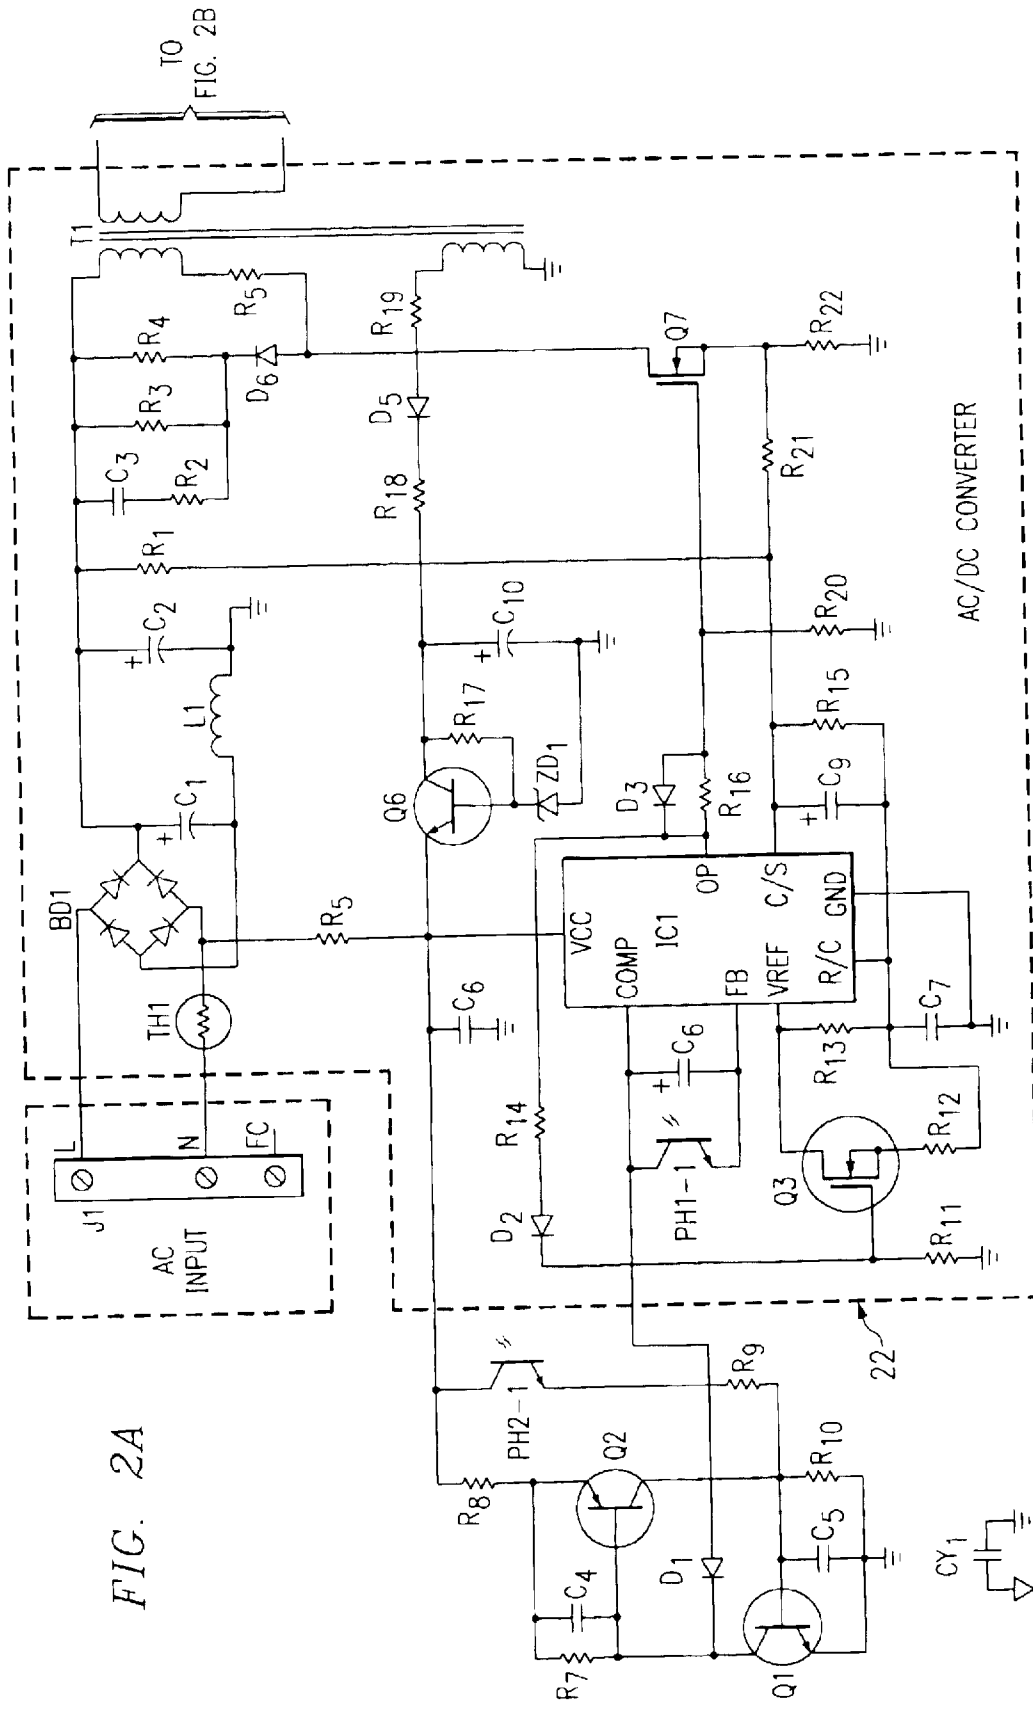 FIG. 2A
J1
L
N
FC
AC
INPUT
TH1
BD1
C1
+
L1
C2
+
R1
C3
R2
R3
R4
D6
R5
T1
TO
FIG. 2B
R5
C6
Q6
R17
ZD1
C10
+
R18
D5
R19
Q7
R22
R21
R20
R15
C9
+
D3
R16
VCC
COMP
IC1
OP
FB
C/S
VREF
R/C
GND
C6
+
R14
D2
PH1-1
R13
C7
Q3
R12
R11
AC/DC CONVERTER
22
PH2-1
R9
R8
Q2
C4
R7
D1
R10
C5
Q1
CY1